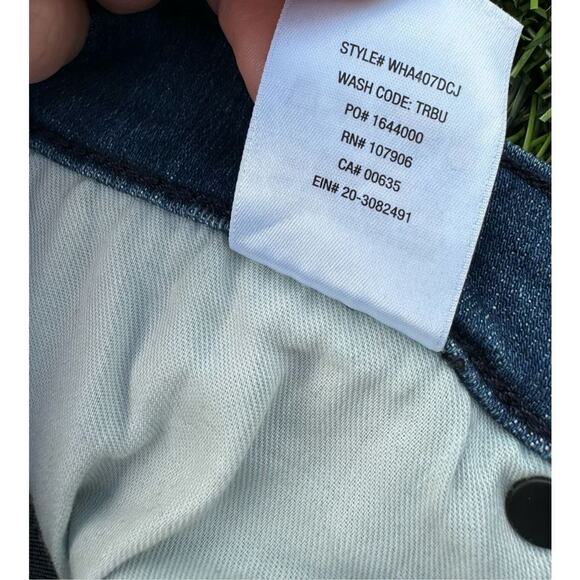 STYLE# WHA407DCJ
WASH CODE: TRBU
PO# 1644000
RN# 107906
CA# 00635
EIN# 20-3082491